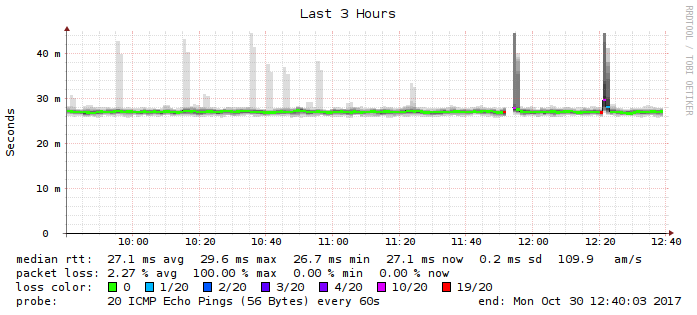 Last 3 Hours
RRDTOOL / TOBI OETIKER
Seconds
40 m
30 m
20 m
10 m
0
10:00 10:20 10:40 11:00 11:20 11:40 12:00 12:20 12:40
median rtt: 27.1 ms avg 29.6 ms max 26.7 ms min 27.1 ms now 0.2 ms sd 109.9 am/s
packet loss: 2.27 % avg 100.00 % max 0.00 % min 0.00 % now
loss color: 0 1/20 2/20 3/20 4/20 10/20 19/20
probe: 20 ICMP Echo Pings (56 Bytes) every 60s end: Mon Oct 30 12:40:03 2017